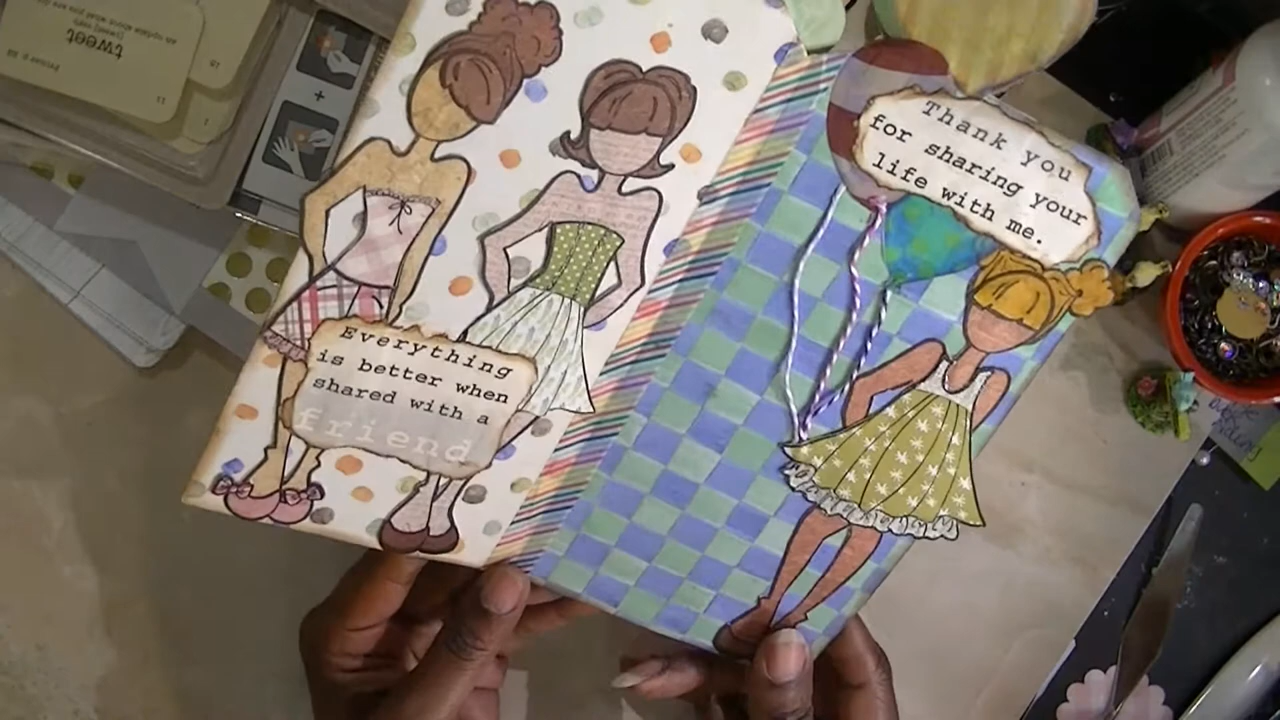 tweet
Everything
is better when
shared with a
friend
Thank you
for sharing your
life with me.